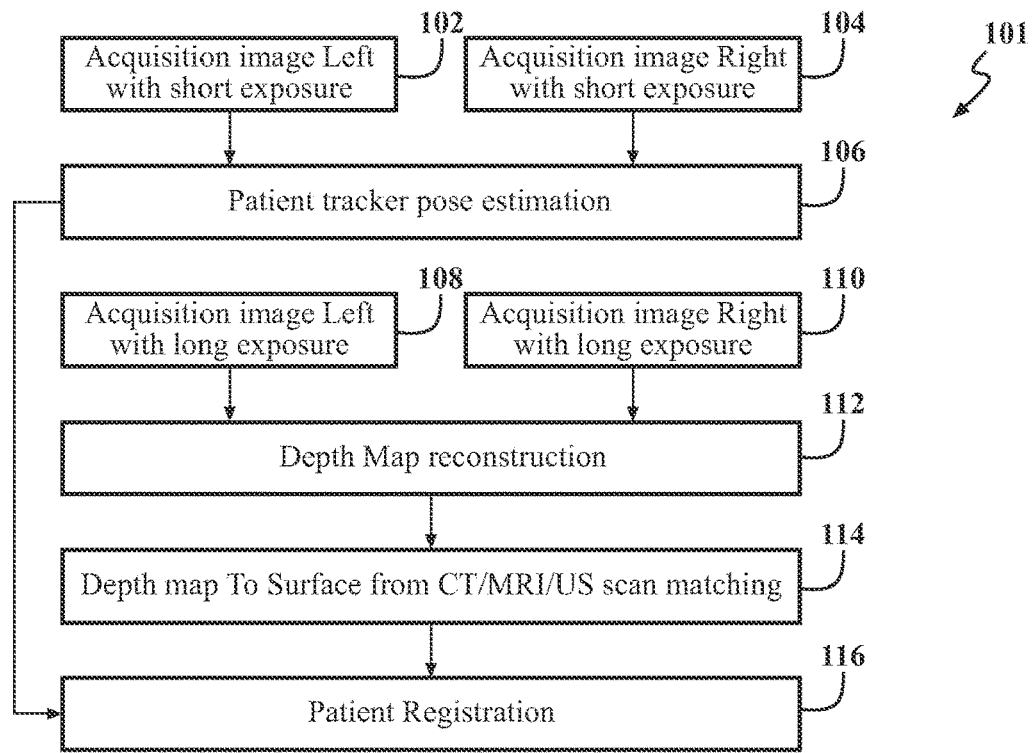 102
104
101
Acquisition image Left
with short exposure
Acquisition image Right
with short exposure
106
Patient tracker pose estimation
108
110
Acquisition image Left
with long exposure
Acquisition image Right
with long exposure
112
Depth Map reconstruction
114
Depth map To Surface from CT/MRI/US scan matching
116
Patient Registration